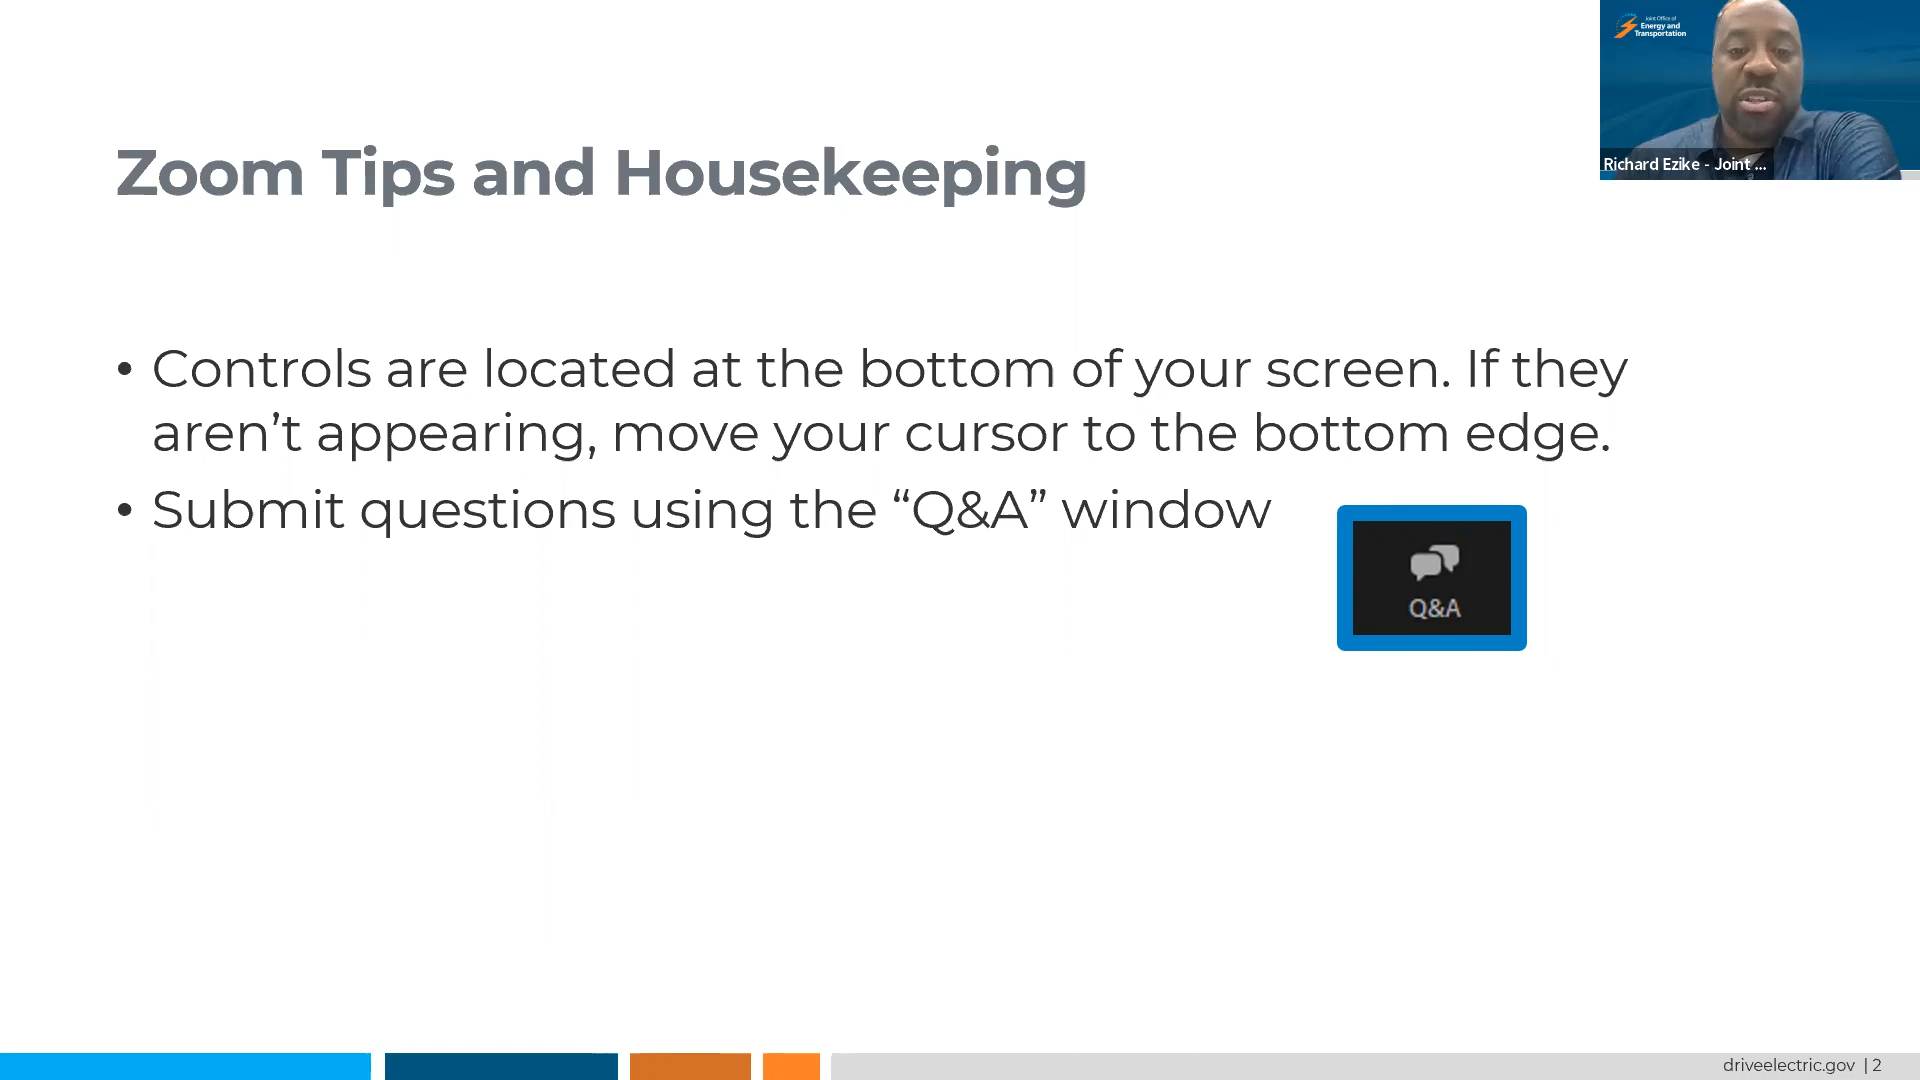 Joint Office of
Energy and
Transportation
Richard Ezike - Joint ...
Zoom Tips and Housekeeping
• Controls are located at the bottom of your screen. If they
aren’t appearing, move your cursor to the bottom edge.
• Submit questions using the “Q&A” window
Q&A
driveelectric.gov | 2